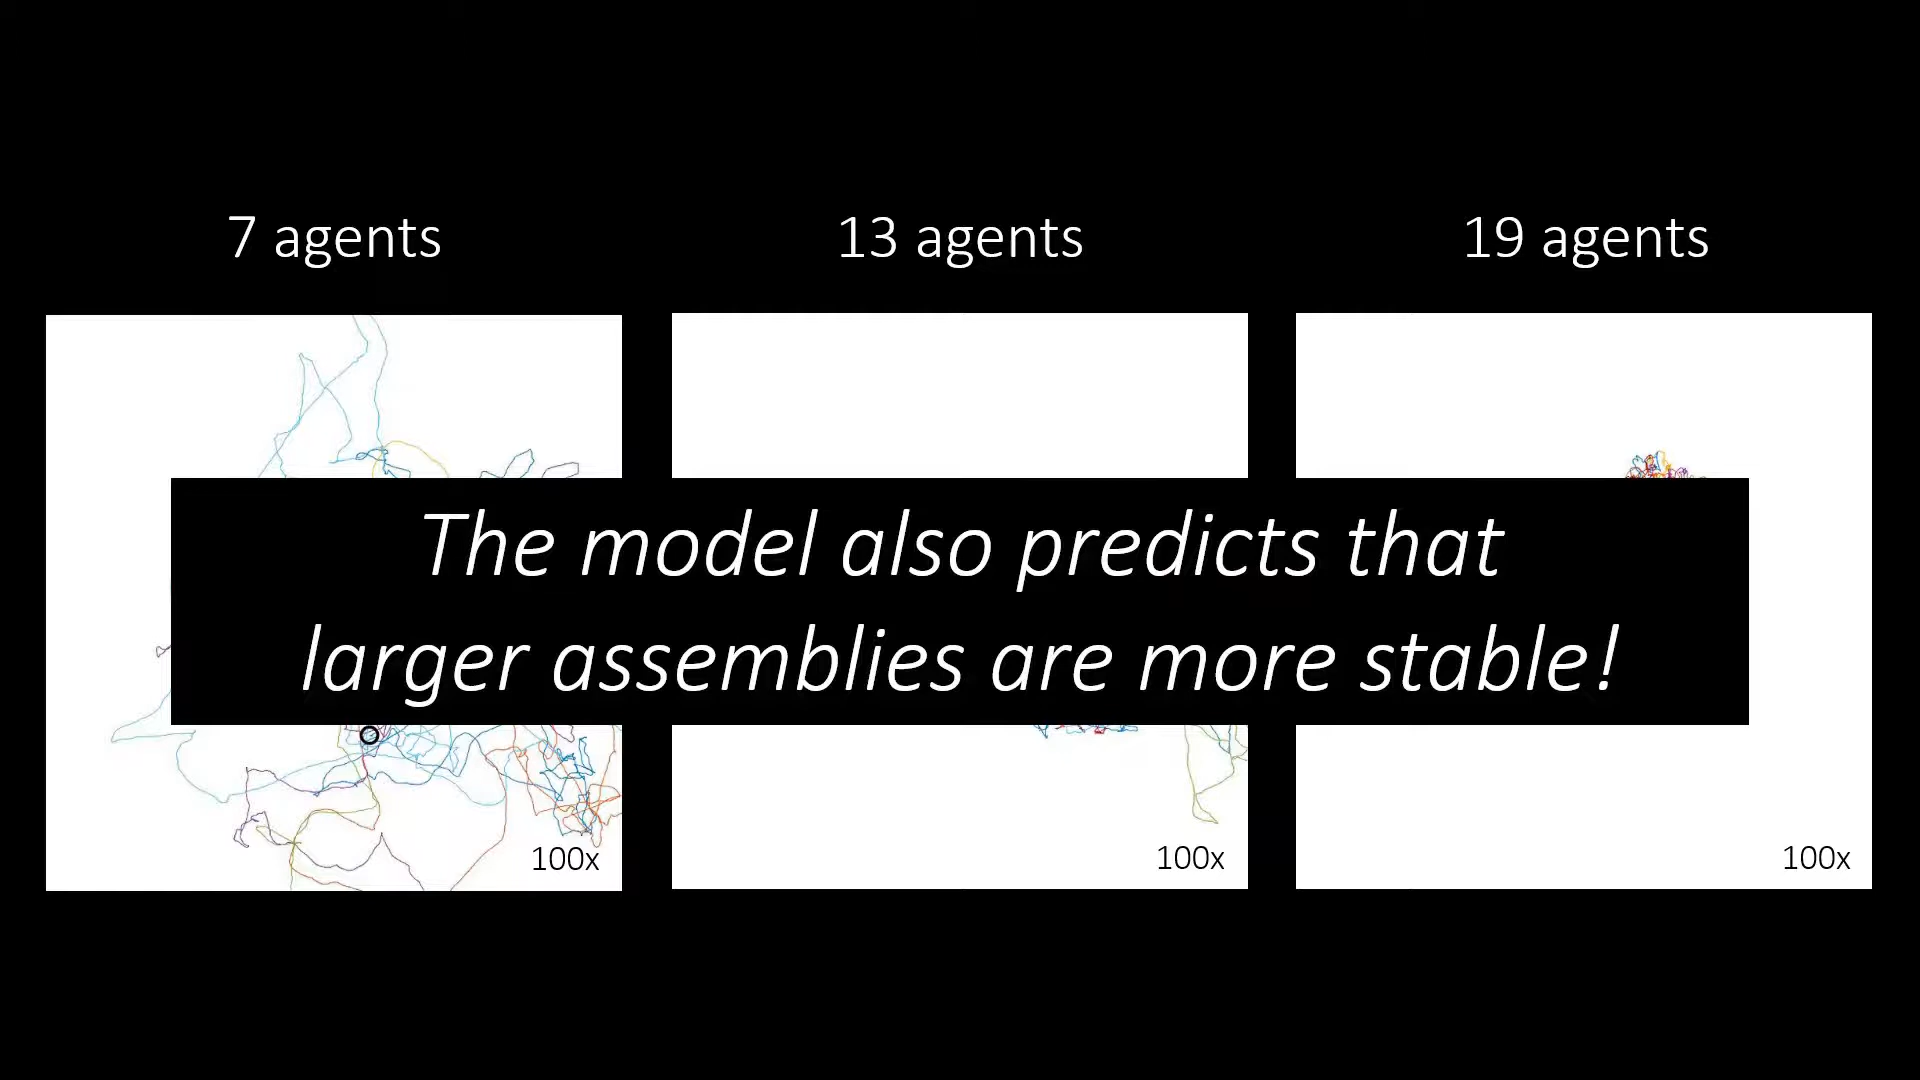 7 agents
13 agents
19 agents
The model also predicts that
larger assemblies are more stable!
100x
100x
100x